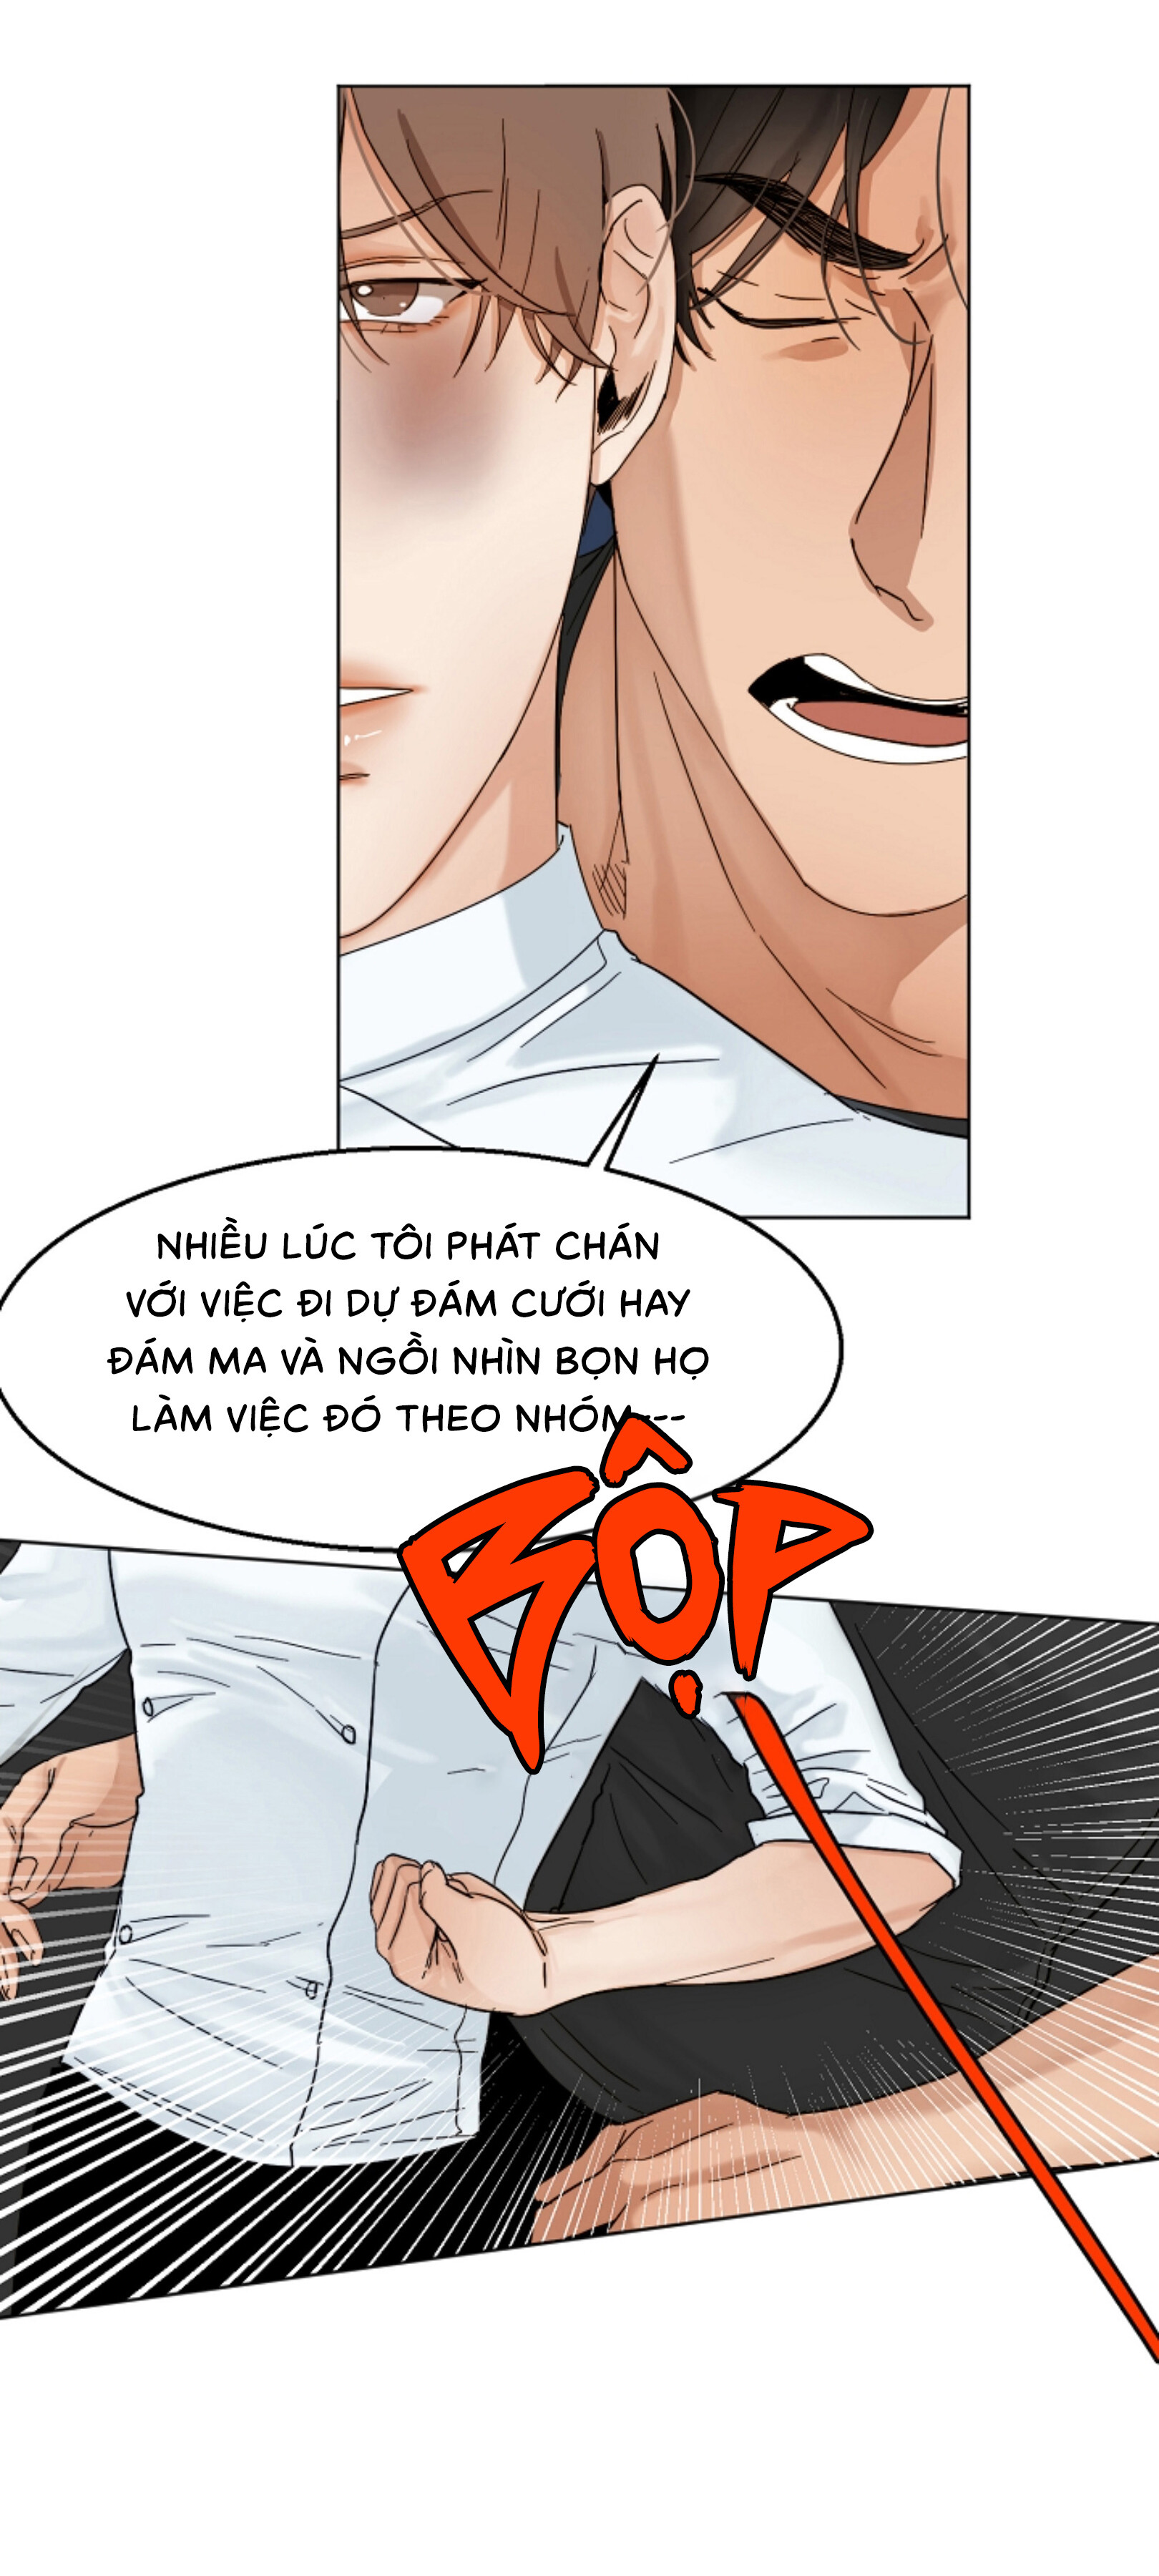 NHIỀU LÚC TÔI PHÁT CHÁN
VỚI VIỆC ĐI DỰ ĐÁM CƯỚI HAY
ĐÁM MA VÀ NGỒI NHÌN BỌN HỌ
LÀM VIỆC ĐÓ THEO NHÓM---
BỘP